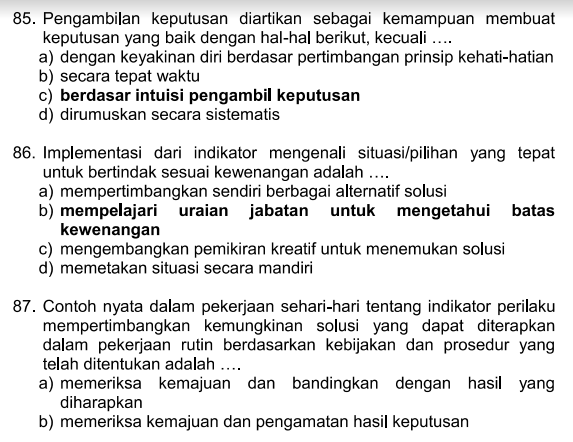 85. Pengambilan keputusan diartikan sebagai kemampuan membuat
keputusan yang baik dengan hal-hal berikut, kecuali ....
a) dengan keyakinan diri berdasar pertimbangan prinsip kehati-hatian
b) secara tepat waktu
c) berdasar intuisi pengambil keputusan
d) dirumuskan secara sistematis
86. Implementasi dari indikator mengenali situasi/pilihan yang tepat
untuk bertindak sesuai kewenangan adalah ....
a) mempertimbangkan sendiri berbagai alternatif solusi
b) mempelajari uraian jabatan untuk mengetahui batas
kewenangan
c) mengembangkan pemikiran kreatif untuk menemukan solusi
d) memetakan situasi secara mandiri
87. Contoh nyata dalam pekerjaan sehari-hari tentang indikator perilaku
mempertimbangkan kemungkinan solusi yang dapat diterapkan
dalam pekerjaan rutin berdasarkan kebijakan dan prosedur yang
telah ditentukan adalah ....
a) memeriksa kemajuan dan bandingkan dengan hasil yang
diharapkan
b) memeriksa kemajuan dan pengamatan hasil keputusan